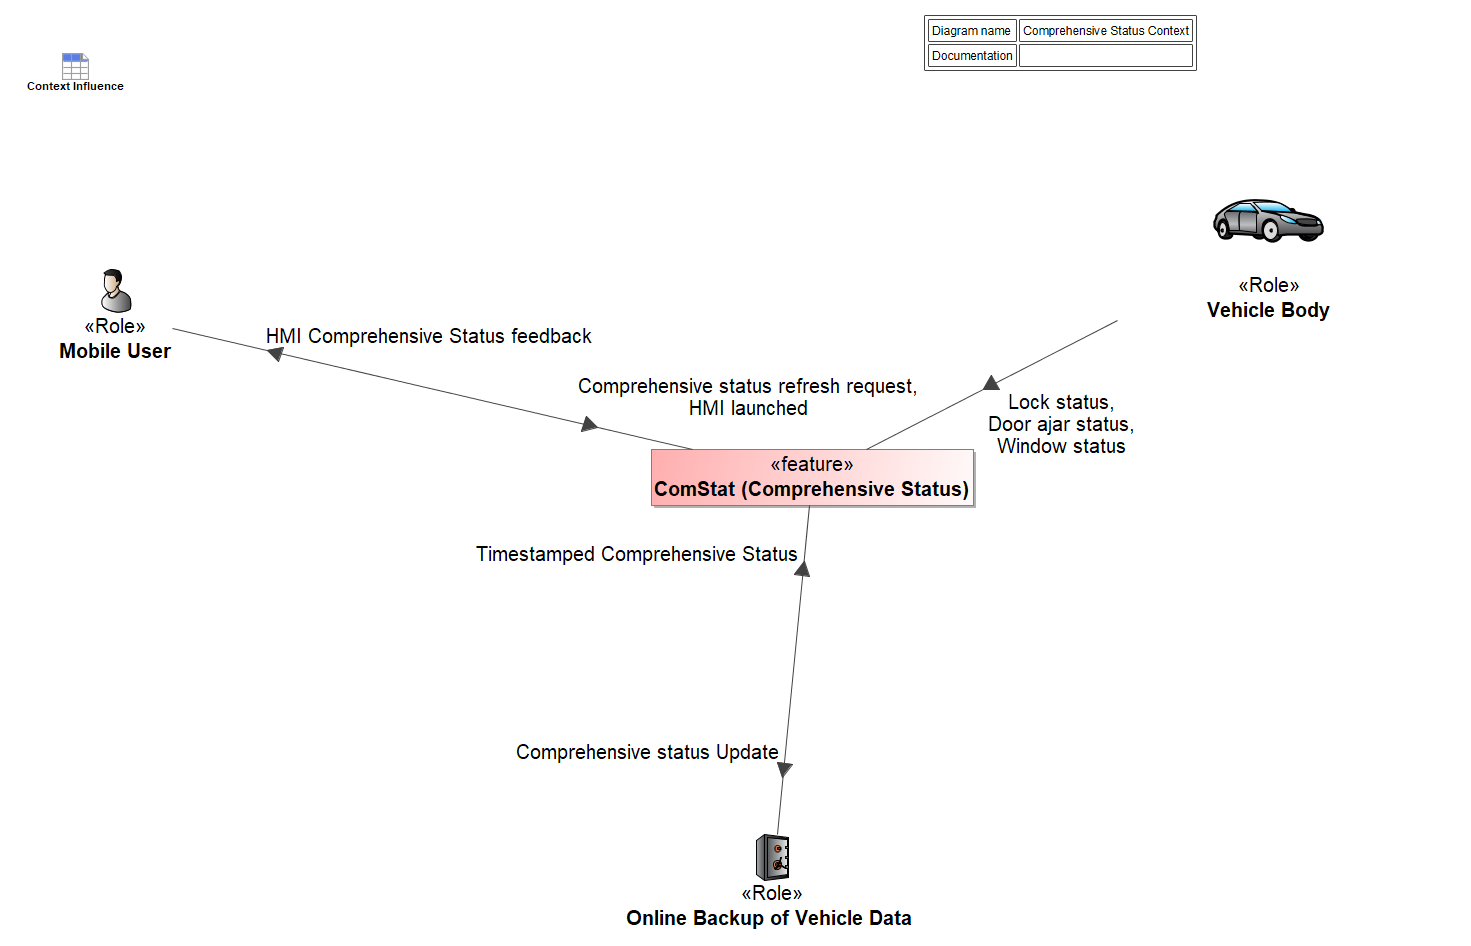 Diagram name
Comprehensive Status Context
Documentation
Context Influence
«Role»
Vehicle Body
«Role»
Mobile User
HMI Comprehensive Status feedback
Comprehensive status refresh request,
HMI launched
Lock status,
Door ajar status,
Window status
«feature»
ComStat (Comprehensive Status)
Timestamped Comprehensive Status
Comprehensive status Update
«Role»
Online Backup of Vehicle Data